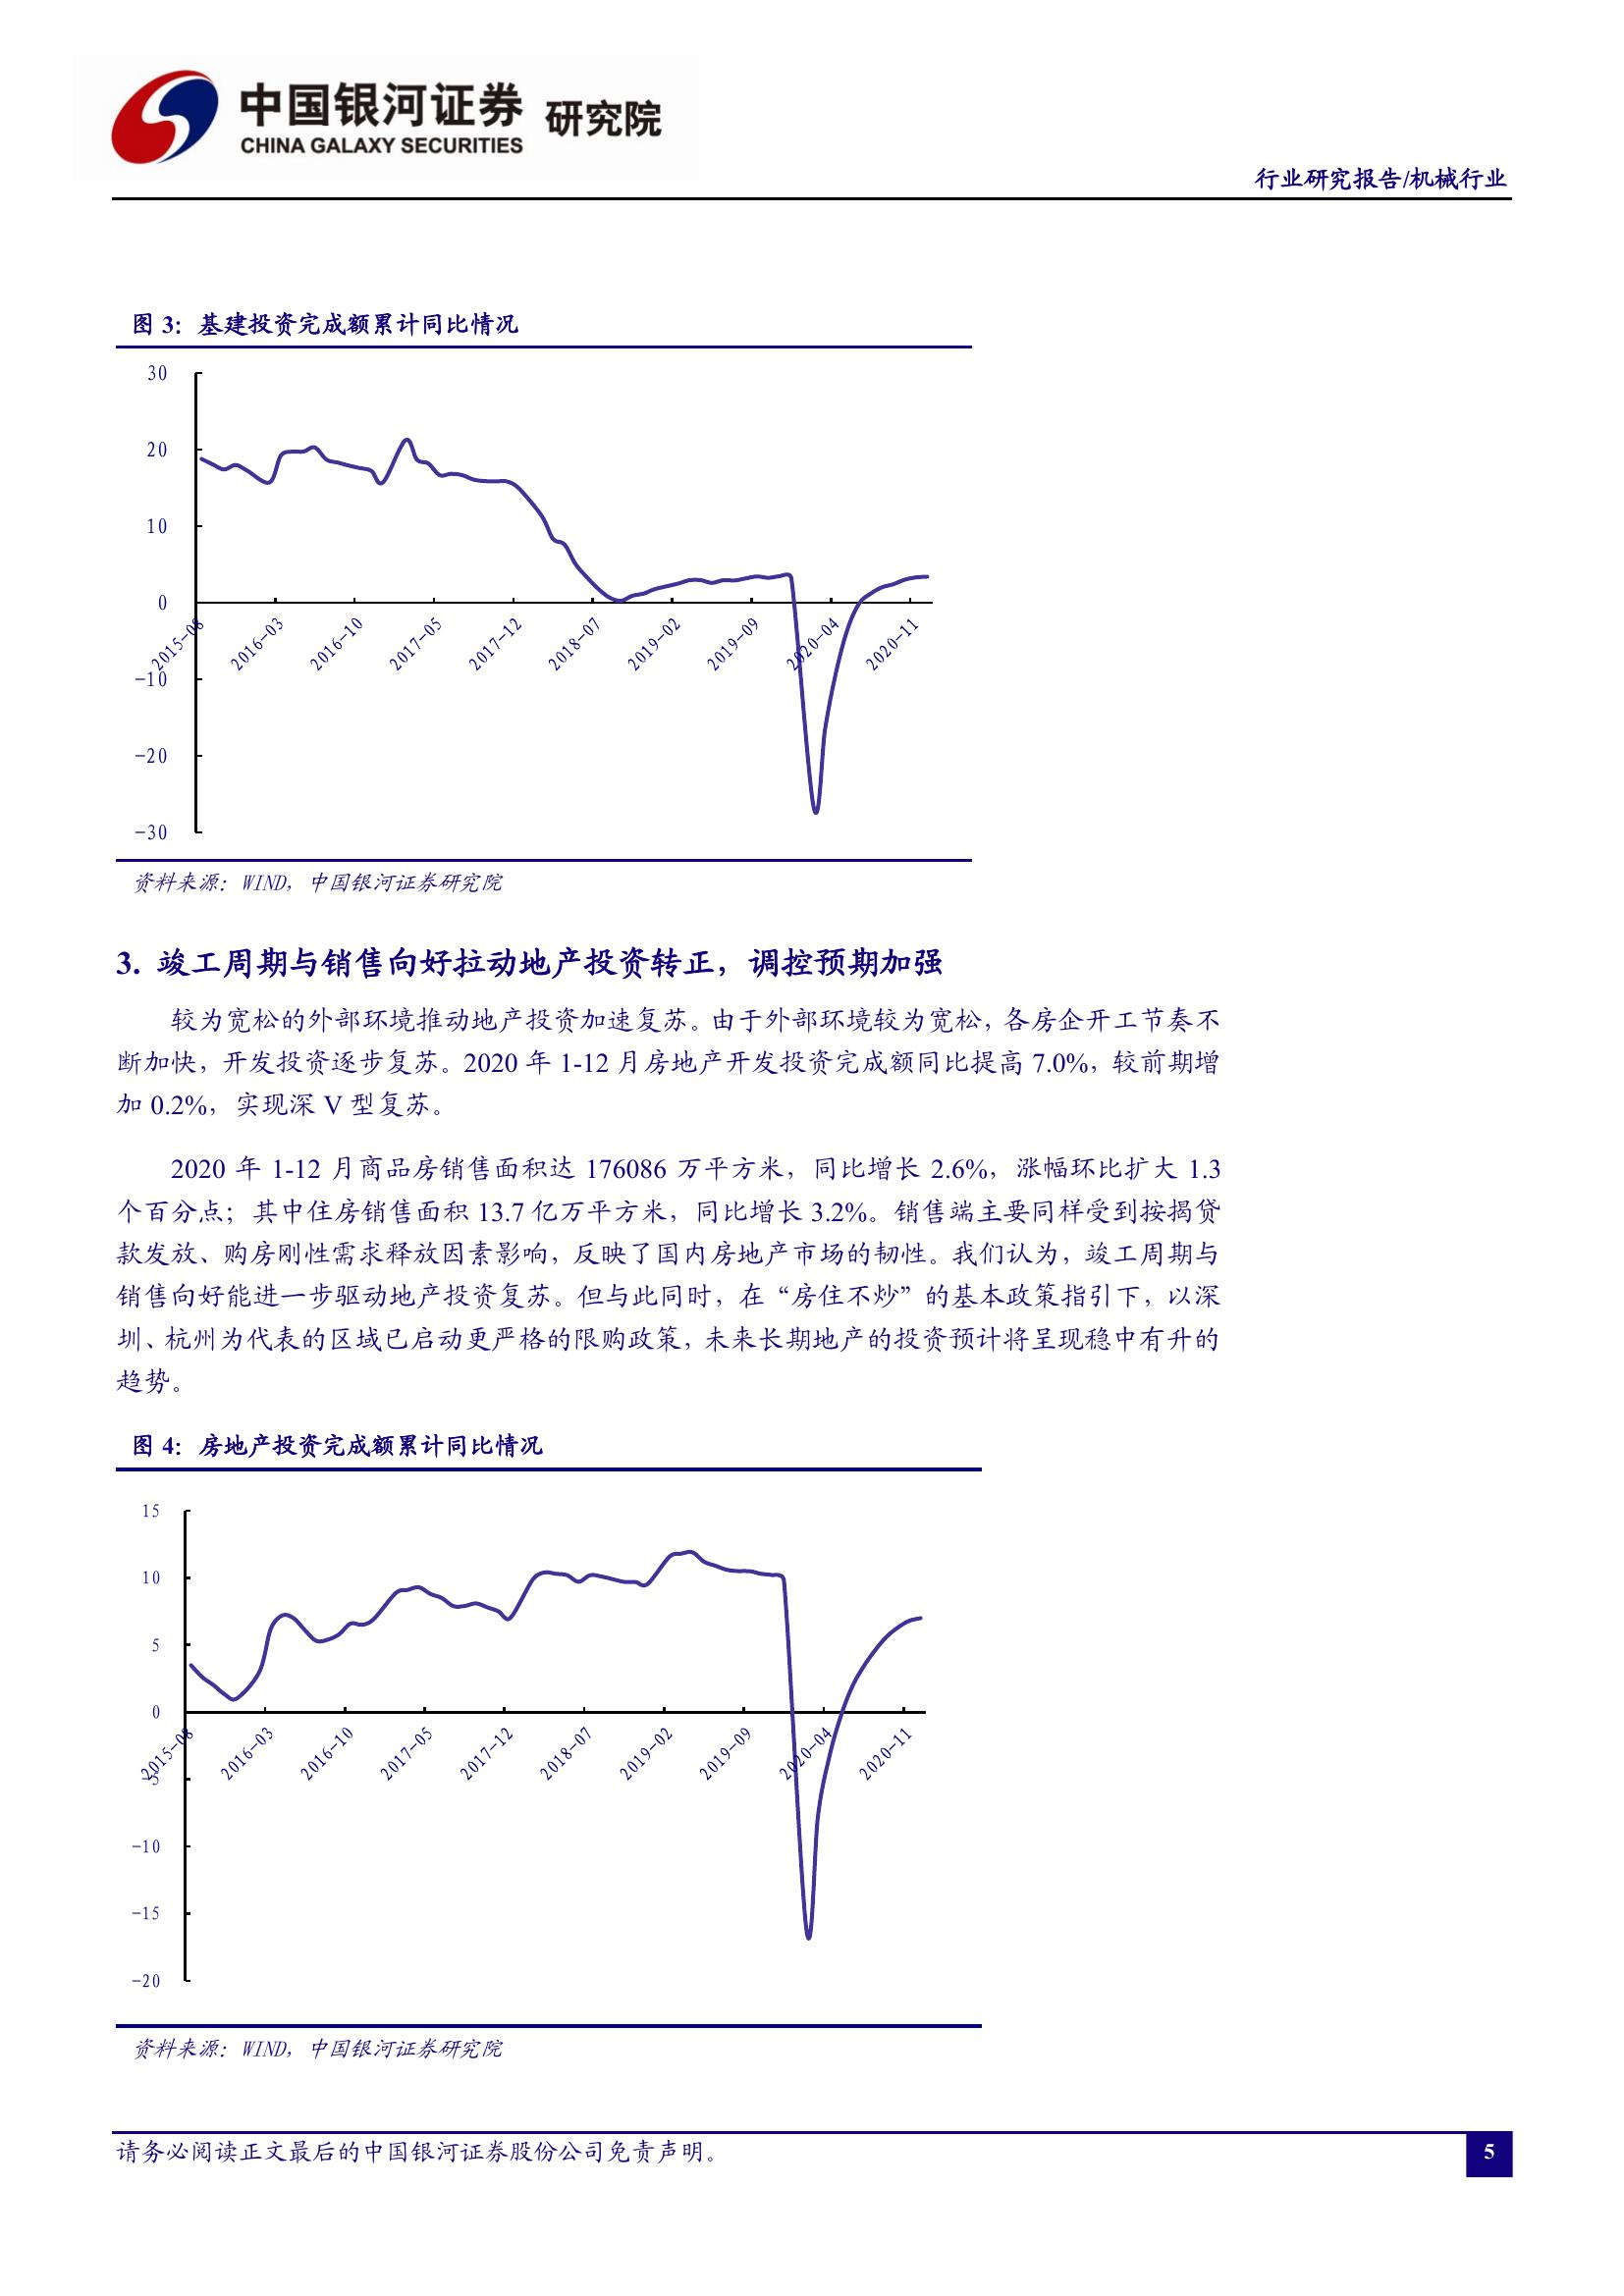 中国银河证券 研究院
CHINA GALAXY SECURITIES
行业研究报告/机械行业
图 3：基建投资完成额累计同比情况
30
20
10
0
-10
-20
-30
2015-08
2016-03
2016-10
2017-05
2017-12
2018-07
2019-02
2019-09
2020-04
2020-11
资料来源：WIND，中国银河证券研究院
3. 竣工周期与销售向好拉动地产投资转正，调控预期加强
较为宽松的外部环境推动地产投资加速复苏。由于外部环境较为宽松，各房企开工节奏不
断加快，开发投资逐步复苏。2020 年 1-12 月房地产开发投资完成额同比提高 7.0%，较前期增
加 0.2%，实现深 V 型复苏。
2020 年 1-12 月商品房销售面积达 176086 万平方米，同比增长 2.6%，涨幅环比扩大 1.3
个百分点；其中住房销售面积 13.7 亿万平方米，同比增长 3.2%。销售端主要同样受到按揭贷
款发放、购房刚性需求释放因素影响，反映了国内房地产市场的韧性。我们认为，竣工周期与
销售向好能进一步驱动地产投资复苏。但与此同时，在“房住不炒”的基本政策指引下，以深
圳、杭州为代表的区域已启动更严格的限购政策，未来长期地产的投资预计将呈现稳中有升的
趋势。
图 4：房地产投资完成额累计同比情况
15
10
5
0
-5
-10
-15
-20
2015-08
2016-03
2016-10
2017-05
2017-12
2018-07
2019-02
2019-09
2020-04
2020-11
资料来源：WIND，中国银河证券研究院
请务必阅读正文最后的中国银河证券股份公司免责声明。
5